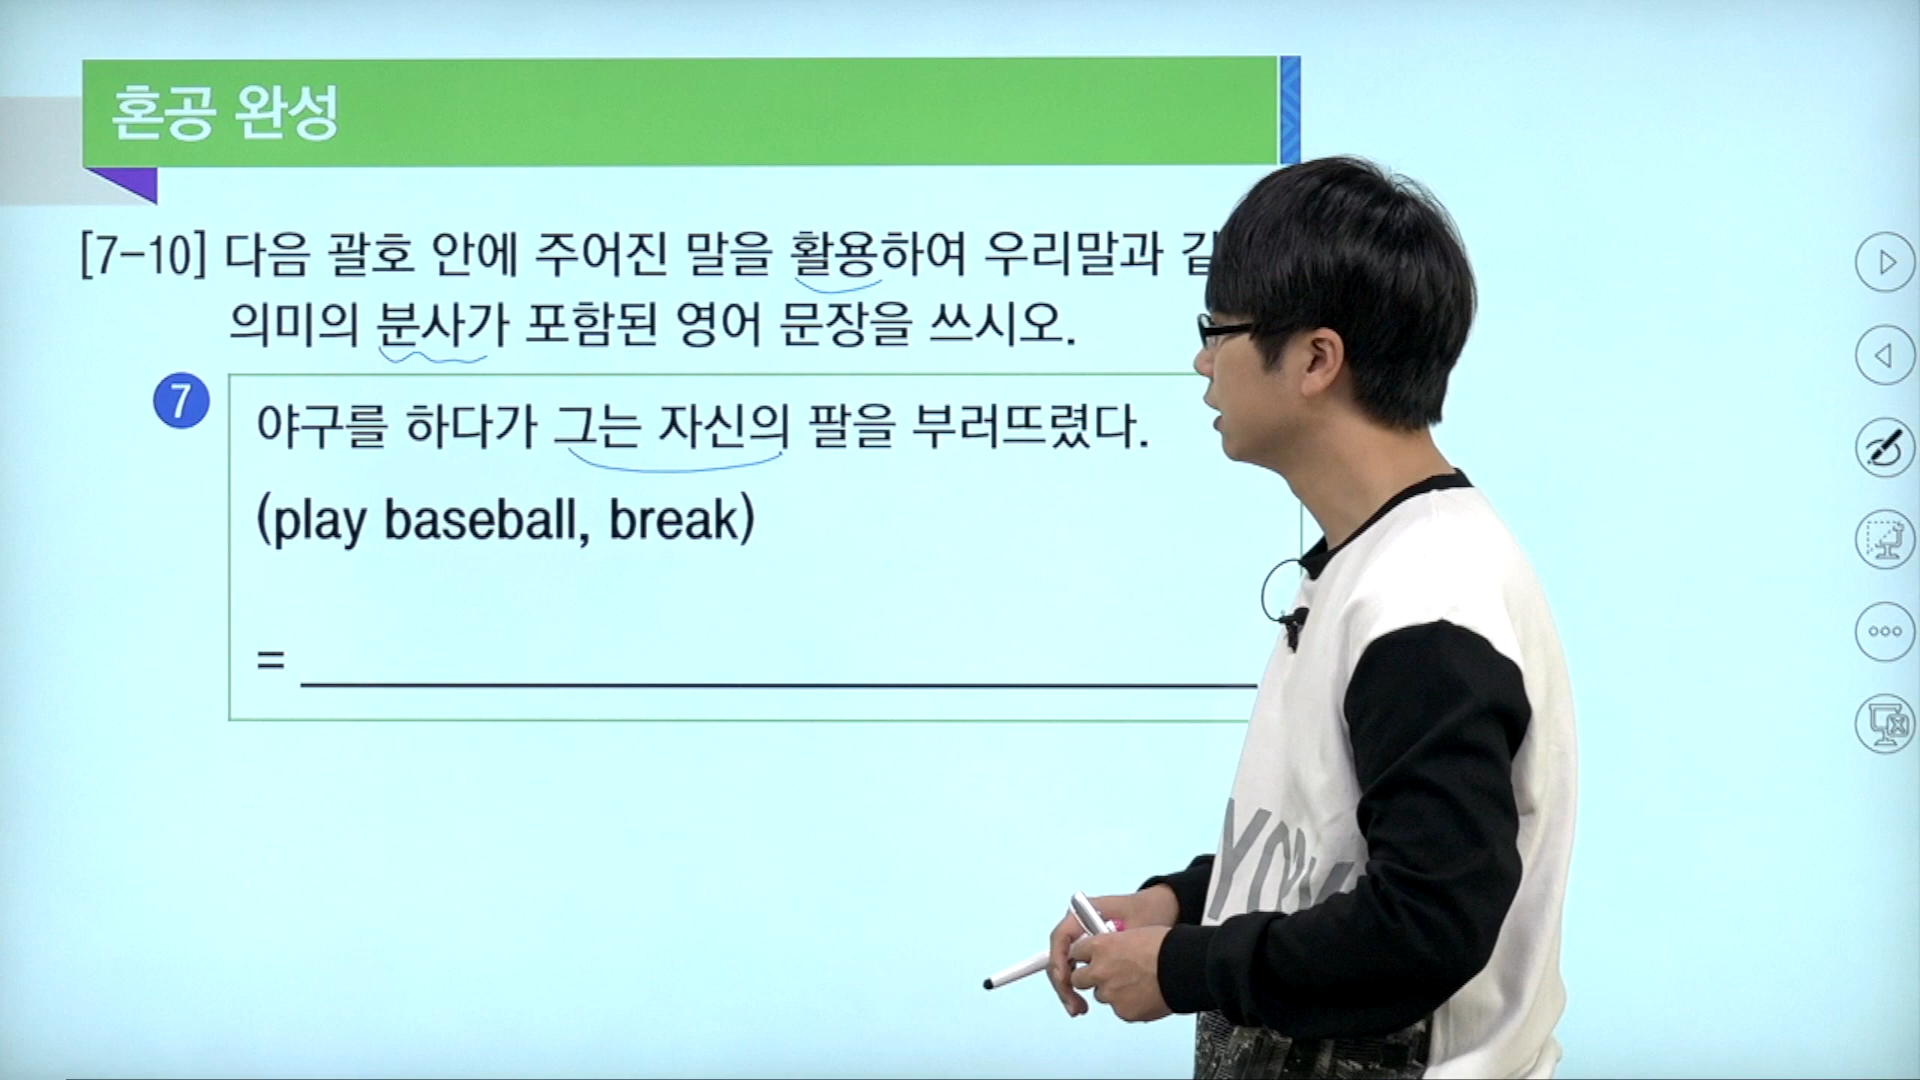 혼공 완성
[7-10] 다음 괄호 안에 주어진 말을 활용하여 우리말과
의미의 분사가 포함된 영어 문장을 쓰시오.
7
야구를 하다가 그는 자신의 팔을 부러뜨렸다.
(play baseball, break)
=